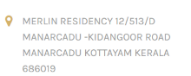 MERLIN RESIDENCY 12/513/D
MANARCADU -KIDANGOOR ROAD
MANARCADU KOTTAYAM KERALA
686019